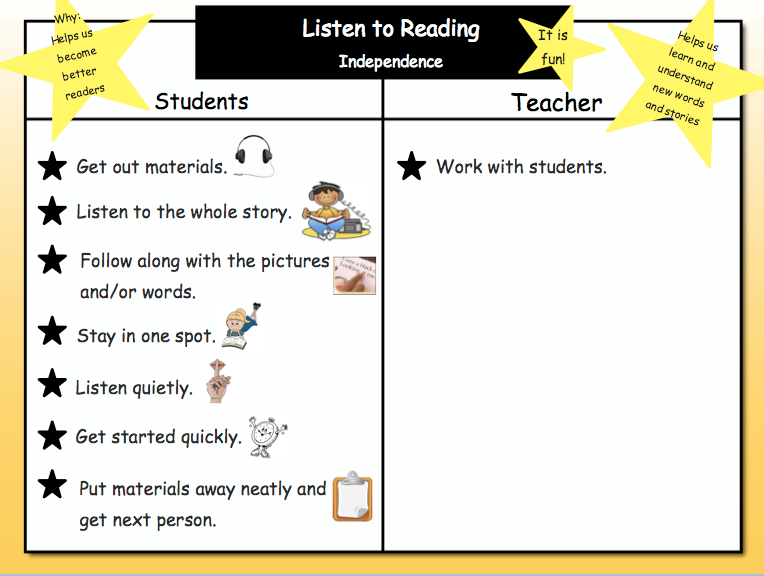 Why:
Helps us
become
better
readers
Listen to Reading
Independence
It is
fun!
Helps us
learn and
understand
new words
and stories
Students
Teacher
Get out materials.
Listen to the whole story.
Follow along with the pictures
and/or words.
Stay in one spot.
Listen quietly.
Get started quickly.
Put materials away neatly and
get next person.
Work with students.